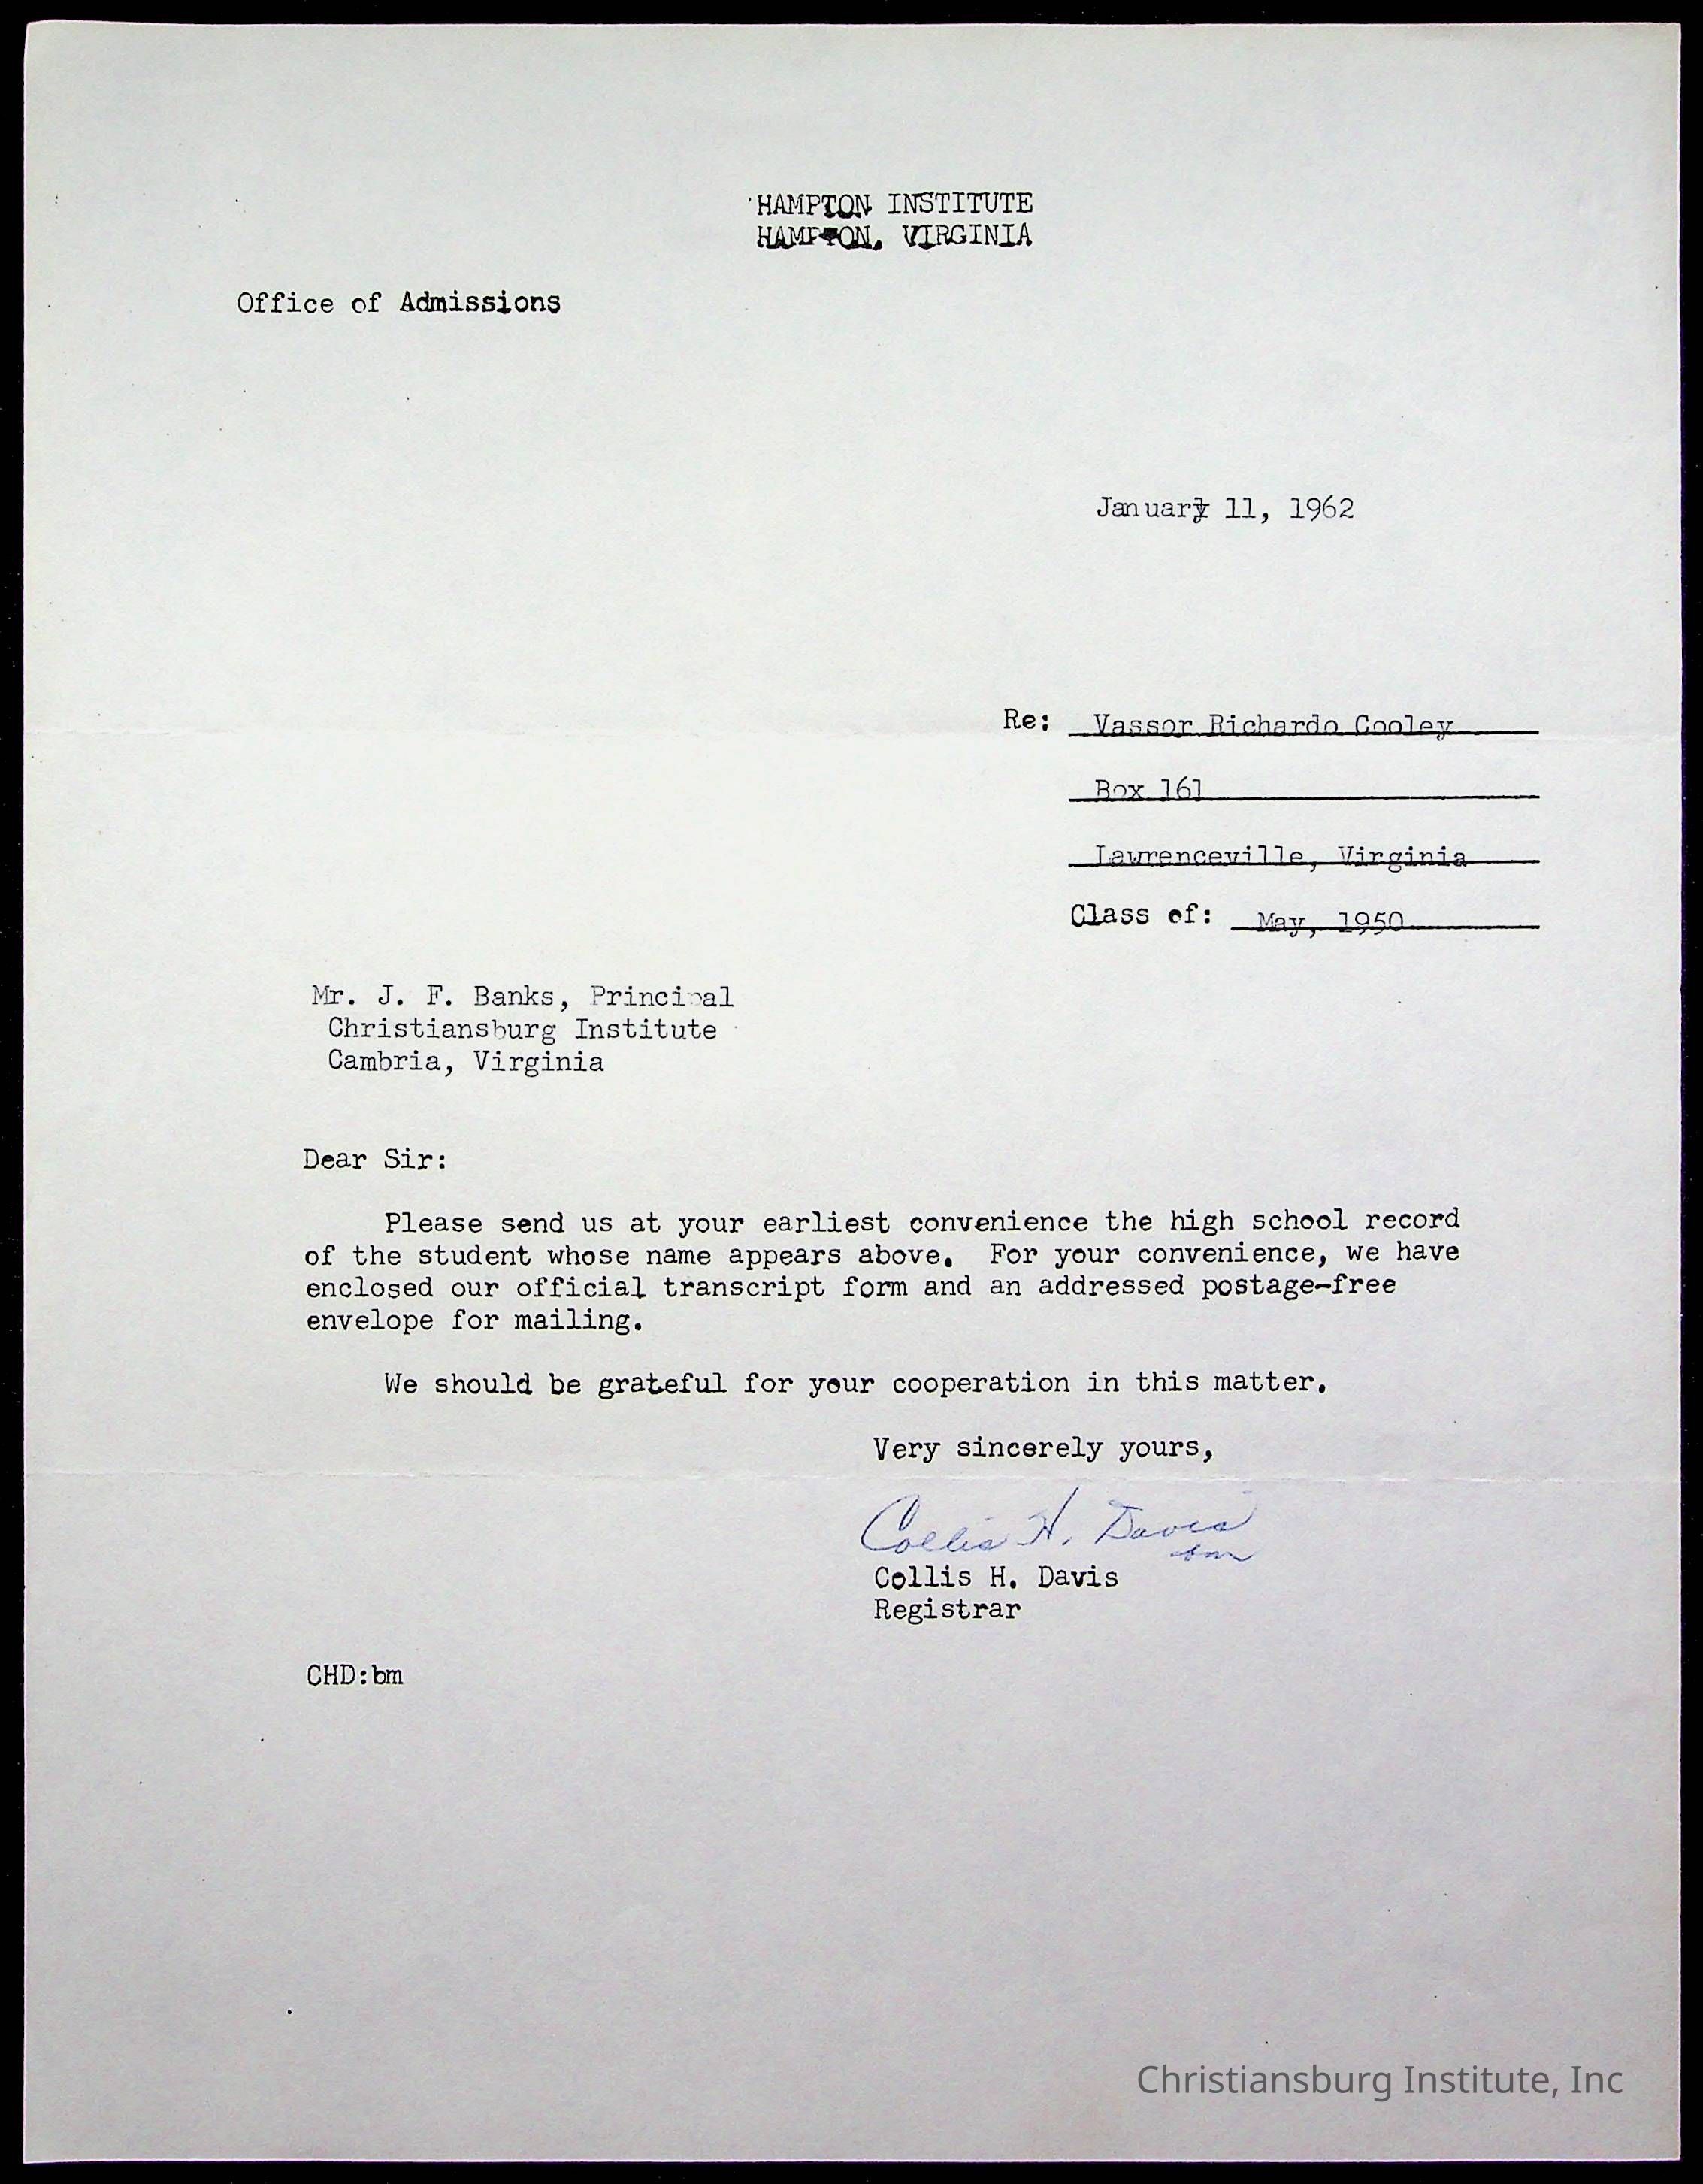 HAMPTON INSTITUTE
HAMPTON, VIRGINIA
Office of Admissions
January 11, 1962
Re: Vassor Richardo Cooley
Box 161
Lawrenceville, Virginia
Class of: May, 1950
Mr. J. F. Banks, Principal
Christiansburg Institute
Cambria, Virginia
Dear Sir:
Please send us at your earliest convenience the high school record
of the student whose name appears above. For your convenience, we have
enclosed our official transcript form and an addressed postage-free
envelope for mailing.
We should be grateful for your cooperation in this matter.
Very sincerely yours,
Collis H. Davis
bm
Collis H. Davis
Registrar
CHD:bm
Christiansburg Institute, Inc